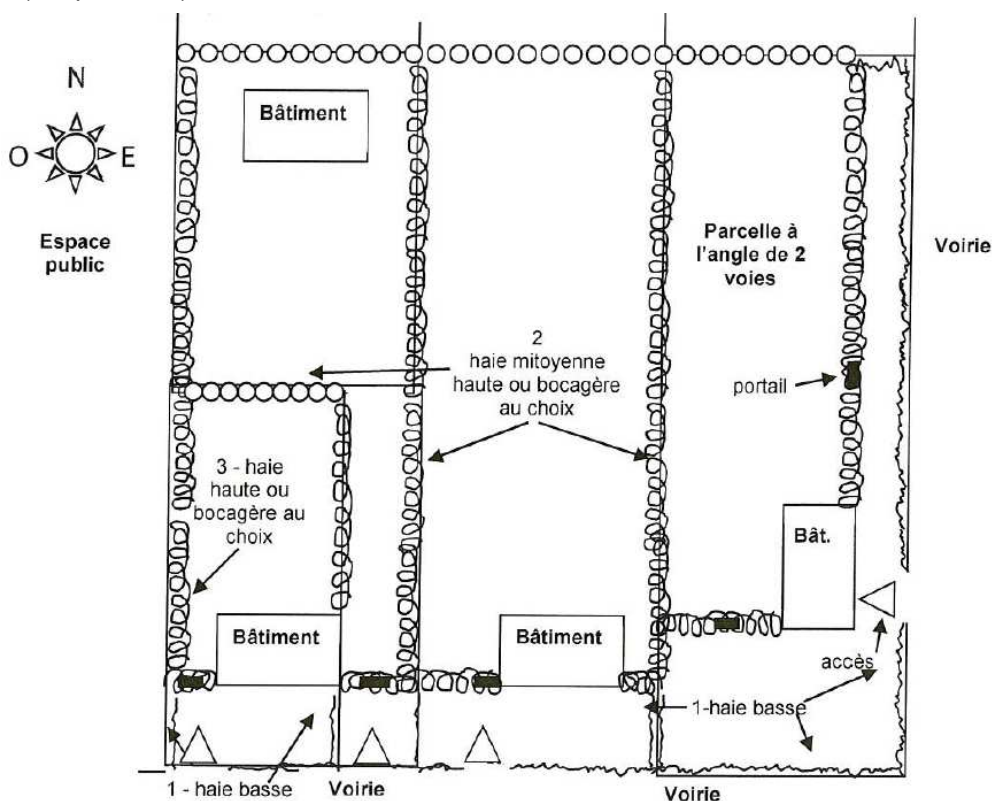 N
O
E
Espace
public
Bâtiment
Parcelle à
l'angle de 2
voies
Voirie
2
haie mitoyenne
haute ou bocagère
au choix
portail
3 - haie
haute ou
bocagère au
choix
Bât.
Bâtiment
Bâtiment
accès
1-haie basse
1 - haie basse
Voirie
Voirie